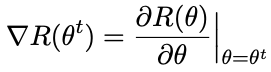 ∇R(θ^t) = ∂R(θ)/∂θ |_{θ=θ^t}